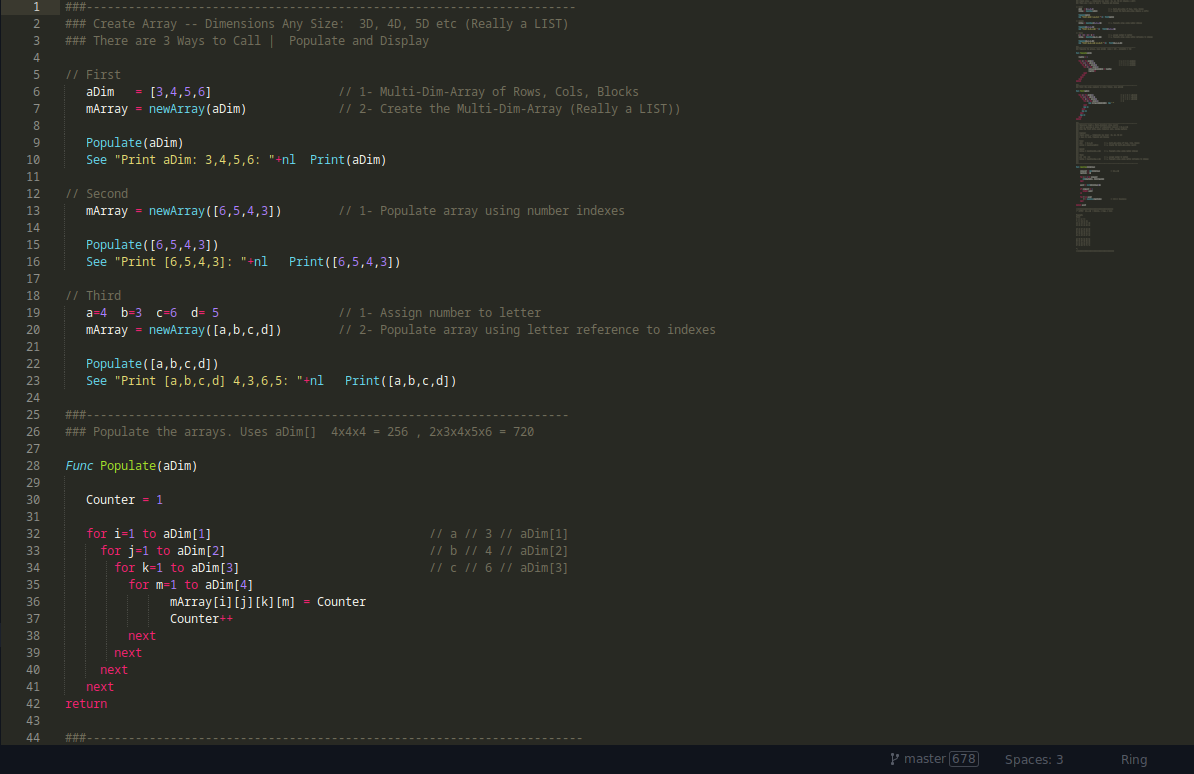 1 ###----------------------------------------------------------------------
2 ### Create Array -- Dimensions Any Size:  3D, 4D, 5D etc (Really a LIST)
3 ### There are 3 Ways to Call |  Populate and Display
4
5 // First
6    aDim   = [3,4,5,6]                  // 1- Multi-Dim-Array of Rows, Cols, Blocks
7    mArray = newArray(aDim)             // 2- Create the Multi-Dim-Array (Really a LIST))
8
9    Populate(aDim)
10    See "Print aDim: 3,4,5,6: "+nl  Print(aDim)
11
12 // Second
13    mArray = newArray([6,5,4,3])        // 1- Populate array using number indexes
14
15    Populate([6,5,4,3])
16    See "Print [6,5,4,3]: "+nl   Print([6,5,4,3])
17
18 // Third
19    a=4  b=3  c=6  d= 5                 // 1- Assign number to letter
20    mArray = newArray([a,b,c,d])        // 2- Populate array using letter reference to indexes
21
22    Populate([a,b,c,d])
23    See "Print [a,b,c,d] 4,3,6,5: "+nl   Print([a,b,c,d])
24
25 ###---------------------------------------------------------------------
26 ### Populate the arrays. Uses aDim[]  4x4x4 = 256 , 2x3x4x5x6 = 720
27
28 Func Populate(aDim)
29
30    Counter = 1
31
32    for i=1 to aDim[1]                               // a // 3 // aDim[1]
33      for j=1 to aDim[2]                             // b // 4 // aDim[2]
34        for k=1 to aDim[3]                           // c // 6 // aDim[3]
35          for m=1 to aDim[4]
36                mArray[i][j][k][m] = Counter
37                Counter++
38          next
39        next
40      next
41    next
42 return
43
44 ###-----------------------------------------------------------------------
master 678 Spaces: 3 Ring